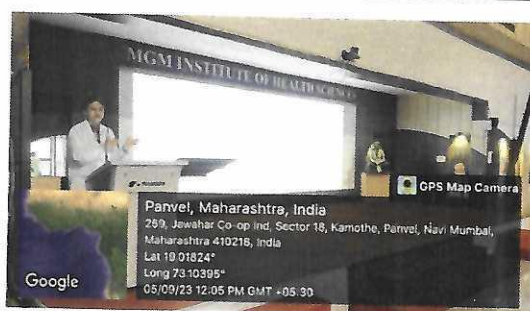 MGM INSTITUTE OF HEALTH SCIENCES
GPS Map Camera
Panvel, Maharashtra, India
269, Jawahar Co-op Ind, Sector 18, Kamothe, Panvel, Navi Mumbai,
Maharashtra 410218, India
Lat 19.01824°
Long 73.10395°
05/09/23 12:05 PM GMT +05:30
Google